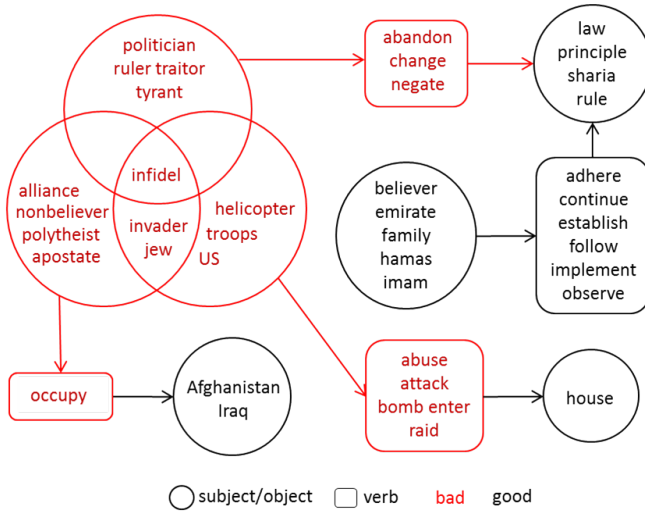 politician
ruler traitor
tyrant
abandon
change
negate
law
principle
sharia
rule
infidel
alliance
nonbeliever
polytheist
apostate
invader
jew
helicopter
troops
US
believer
emirate
family
hamas
imam
adhere
continue
establish
follow
implement
observe
occupy
Afghanistan
Iraq
abuse
attack
bomb enter
raid
house
subject/object verb bad good